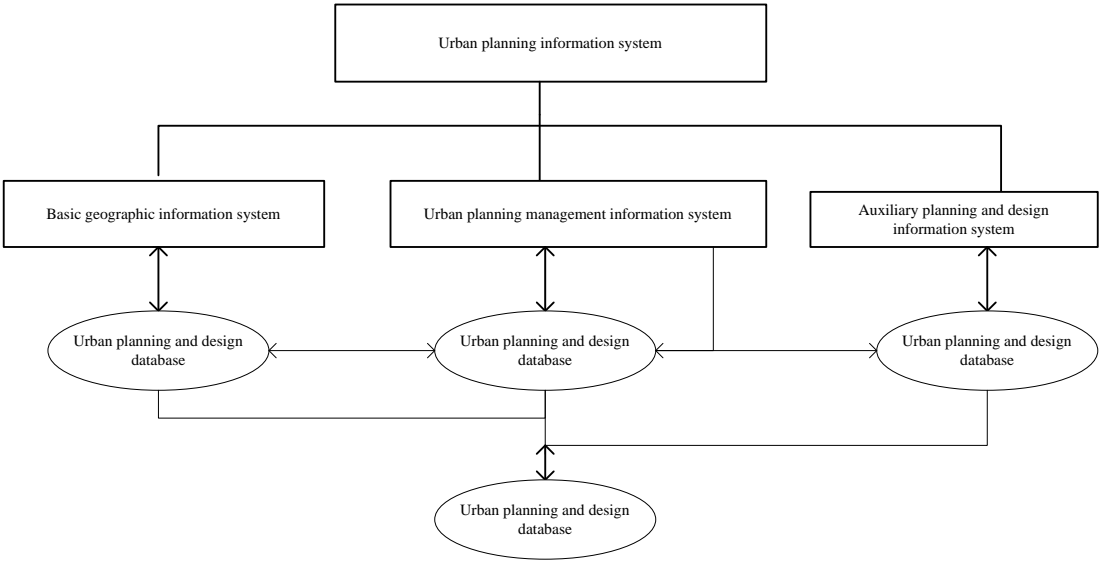 Urban planning information system
Basic geographic information system
Urban planning management information system
Auxiliary planning and design
information system
Urban planning and design
database
Urban planning and design
database
Urban planning and design
database
Urban planning and design
database